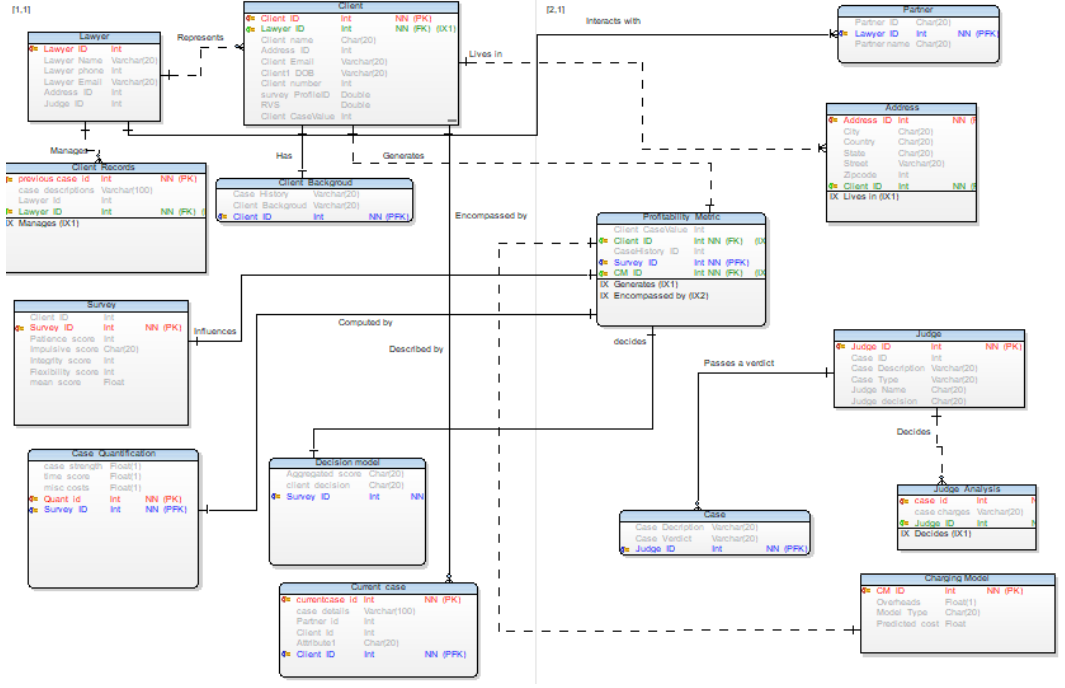 [1,1]
[2,1]
Client
Client ID Int NN (PK)
Lawyer ID Int NN (FK) (IX1)
Client name Char(20)
Address ID Int
Client Email Varchar(20)
Client1 DOB Varchar(20)
Client number Int
survey ProfileID Double
RVS Double
Client CaseValue Int
Interacts with
Partner
Partner ID Char(20)
Lawyer ID Int NN (PFK)
Partner name Char(20)
Lawyer
Lawyer ID Int
Lawyer Name Varchar(20)
Lawyer phone Int
Lawyer Email Varchar(20)
Address ID Int
Judge ID Int
Represents
Lives in
Address
Address ID Int NN (F
City Char(20)
Country Char(20)
State Char(20)
Street Varchar(20)
Zipcode Int
Client ID Int NN (F
IX Lives in (IX1)
Manages
Has
Generates
Client Records
previous case id Int NN (PK)
case descriptions Varchar(100)
Lawyer Id Int
Lawyer ID Int NN (FK) (
IX Manages (IX1)
Client Backgroud
Case History Varchar(20)
Client Backgroud Varchar(20)
Client ID Int NN (PFK)
Encompassed by
Profitability Metric
Client CaseValue Int
Client ID Int NN (FK) (IX
CaseHistory ID Int
Survey ID Int NN (PFK)
CM ID Int NN (FK) (IX
IX Generates (IX1)
IX Encompassed by (IX2)
Survey
Client ID Int
Survey ID Int NN (PK)
Patience score Int
Impulsive score Char(20)
Integrity score Int
Flexibility score Int
mean score Float
Influences
Computed by
Described by
decides
Passes a verdict
Judge
Judge ID Int NN (PK)
Case ID Int
Case Description Varchar(20)
Case Type Varchar(20)
Judge Name Char(20)
Judge decision Char(20)
Decides
Case Quantification
case strength Float(1)
time score Float(1)
misc costs Float(1)
Quant id Int NN (PK)
Survey ID Int NN (PFK)
Decision model
Aggregated score Char(20)
client decision Char(20)
Survey ID Int NN
Judge Analysis
case id Int N
case charges Varchar(20)
Judge ID Int N
IX Decides (IX1)
Case
Case Decription Varchar(20)
Case Verdict Varchar(20)
Judge ID Int NN (PFK)
Current case
currentcase id Int NN (PK)
case details Varchar(100)
Partner id Int
Client Id Int
Attribute1 Char(20)
Client ID Int NN (PFK)
Charging Model
CM ID Int NN (PK)
Overheads Float(1)
Model Type Char(20)
Predicted cost Float